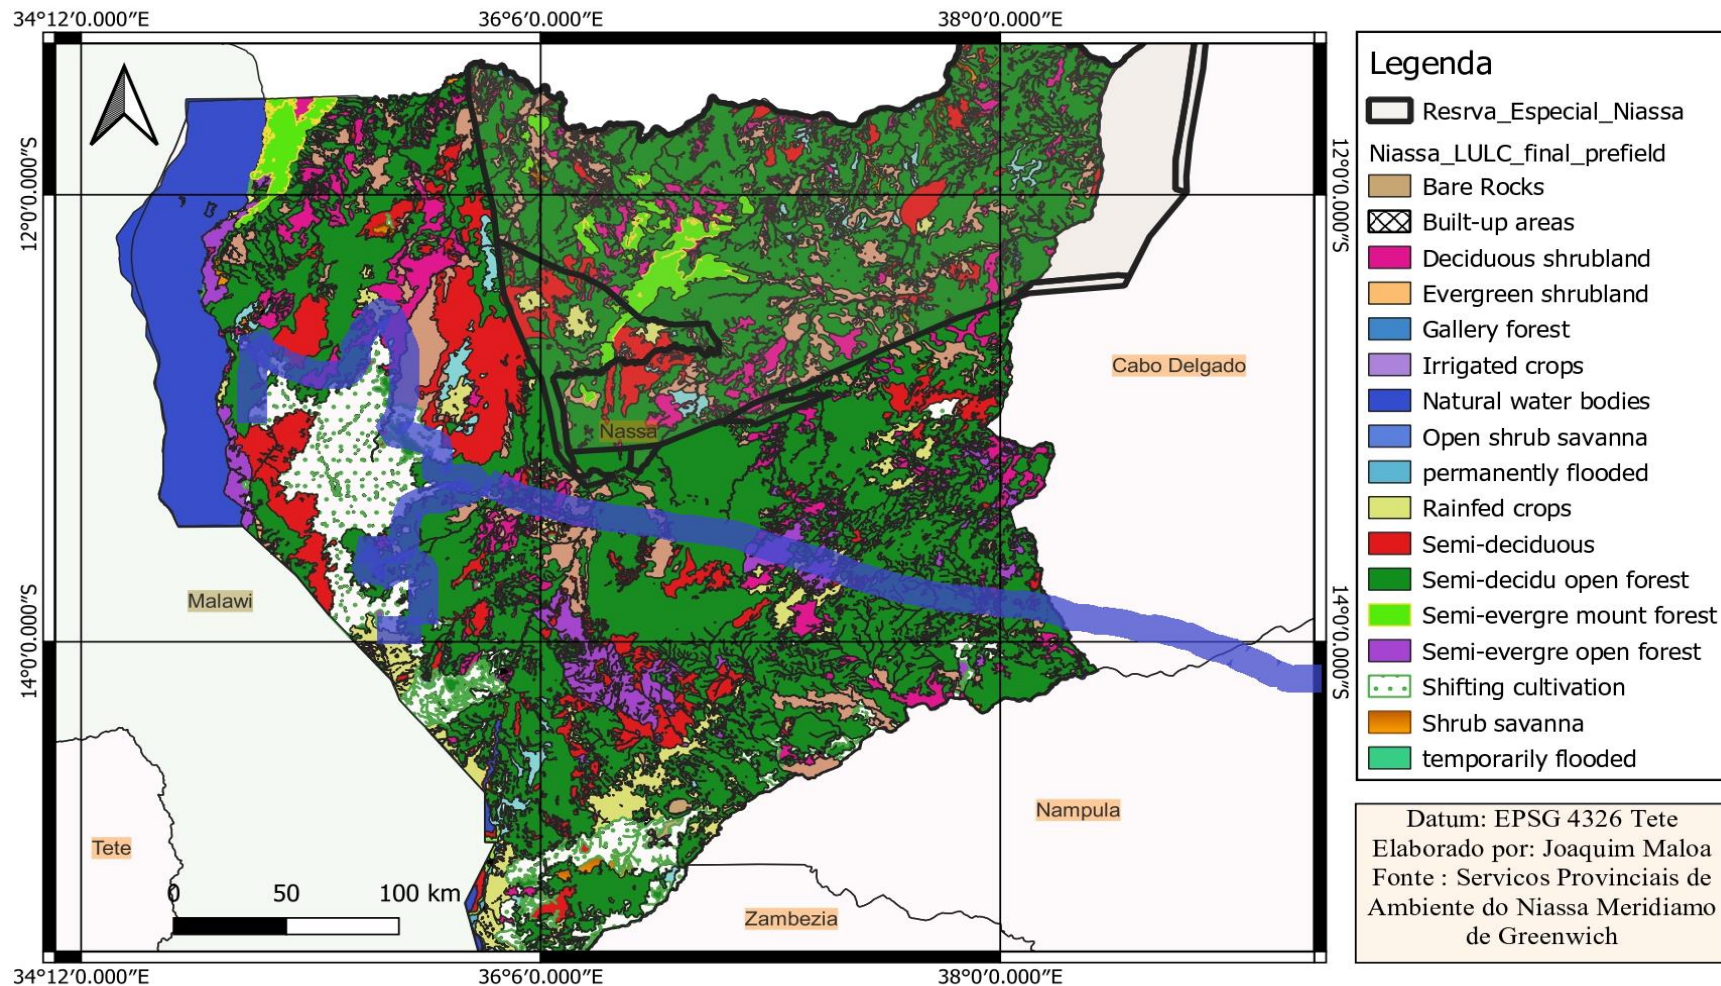 34°12′0.000″E
36°6′0.000″E
38°0′0.000″E
12°0′0.000″S
12°0′0.000″S
Cabo Delgado
Nassa
Malawi
14°0′0.000″S
14°0′0.000″S
Nampula
Tete
Zambezia
0 50 100 km
34°12′0.000″E
36°6′0.000″E
38°0′0.000″E
Legenda
Resrva_Especial_Niassa
Niassa_LULC_final_prefield
Bare Rocks
Built-up areas
Deciduous shrubland
Evergreen shrubland
Gallery forest
Irrigated crops
Natural water bodies
Open shrub savanna
permanently flooded
Rainfed crops
Semi-deciduous
Semi-decidu open forest
Semi-evergre mount forest
Semi-evergre open forest
Shifting cultivation
Shrub savanna
temporarily flooded
Datum: EPSG 4326 Tete
Elaborado por: Joaquim Maloa
Fonte : Servicos Provinciais de
Ambiente do Niassa Meridiamo
de Greenwich